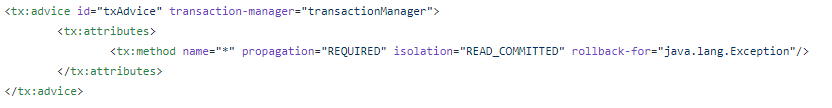 <tx:advice id="txAdvice" transaction-manager="transactionManager">
<tx:attributes>
<tx:method name="*" propagation="REQUIRED" isolation="READ_COMMITTED" rollback-for="java.lang.Exception"/>
</tx:attributes>
</tx:advice>